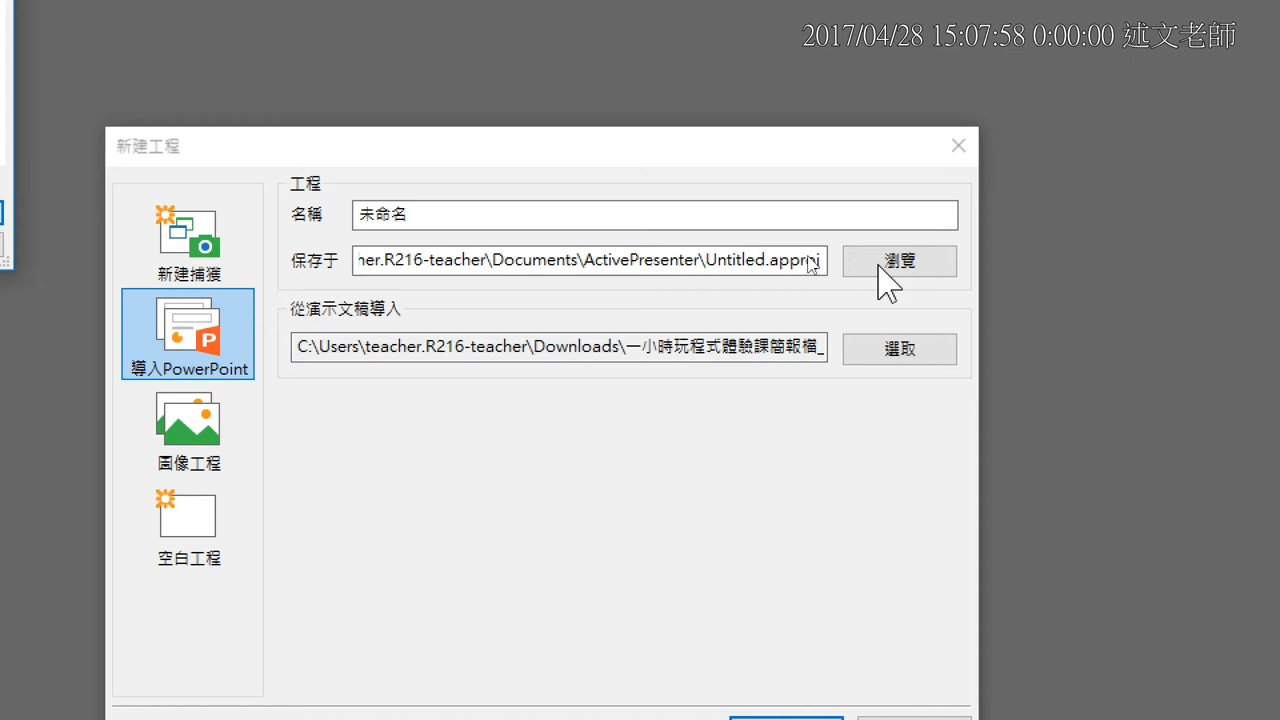 2017/04/28 15:07:58 0:00:00 述文老師
新建工程
工程
名稱
未命名
保存于
her.R216-teacher\Documents\ActivePresenter\Untitled.approj
瀏覽
從演示文稿導入
C:\Users\teacher.R216-teacher\Downloads\一小時玩程式體驗課簡報檔_
選取
新建捕獲
導入PowerPoint
圖像工程
空白工程